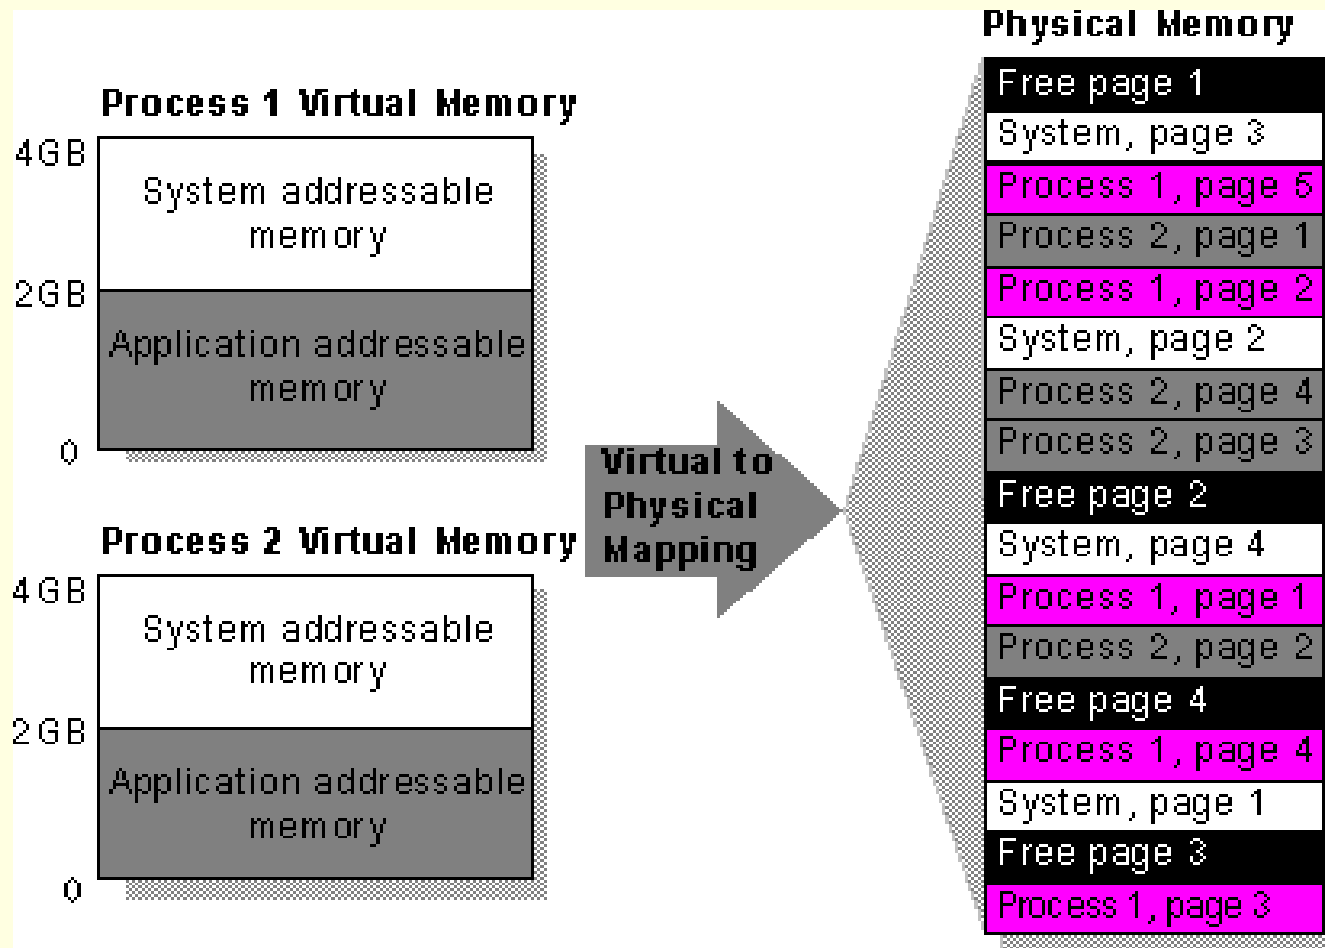 Process 1 Virtual Memory
4GB
System addressable
memory
2GB
Application addressable
memory
0
Process 2 Virtual Memory
4GB
System addressable
memory
2GB
Application addressable
memory
0
Virtual to
Physical
Mapping
Physical Memory
Free page 1
System, page 3
Process 1, page 5
Process 2, page 1
Process 1, page 2
System, page 2
Process 2, page 4
Process 2, page 3
Free page 2
System, page 4
Process 1, page 1
Process 2, page 2
Free page 4
Process 1, page 4
System, page 1
Free page 3
Process 1, page 3